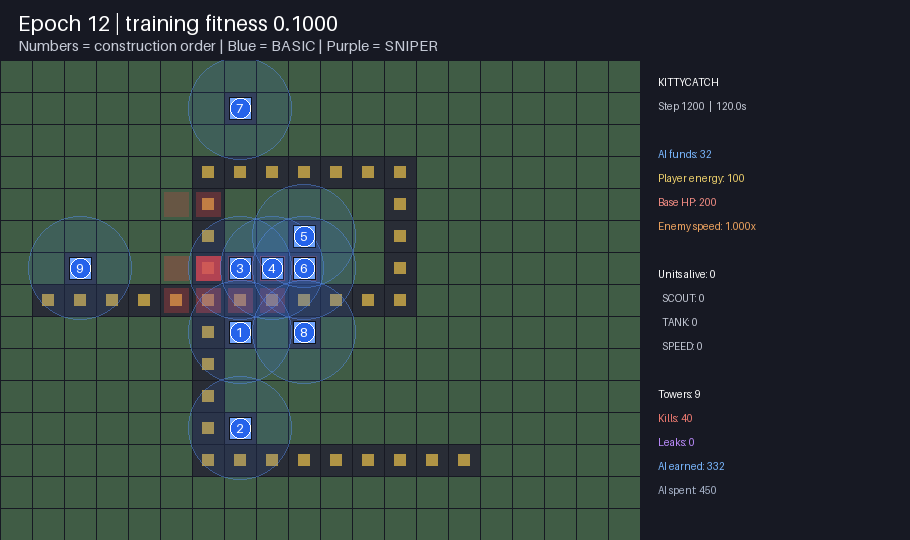 Epoch 12 | training fitness 0.1000
Numbers = construction order | Blue = BASIC | Purple = SNIPER
KITTYCATCH
Step 1200 | 120.0s
AI funds: 32
Player energy: 100
Base HP: 200
Enemy speed: 1.000x
Units alive: 0
SCOUT: 0
TANK: 0
SPEED: 0
Towers: 9
Kills: 40
Leaks: 0
AI earned: 332
AI spent: 450
7
5
9
3 4 6
1 8
2